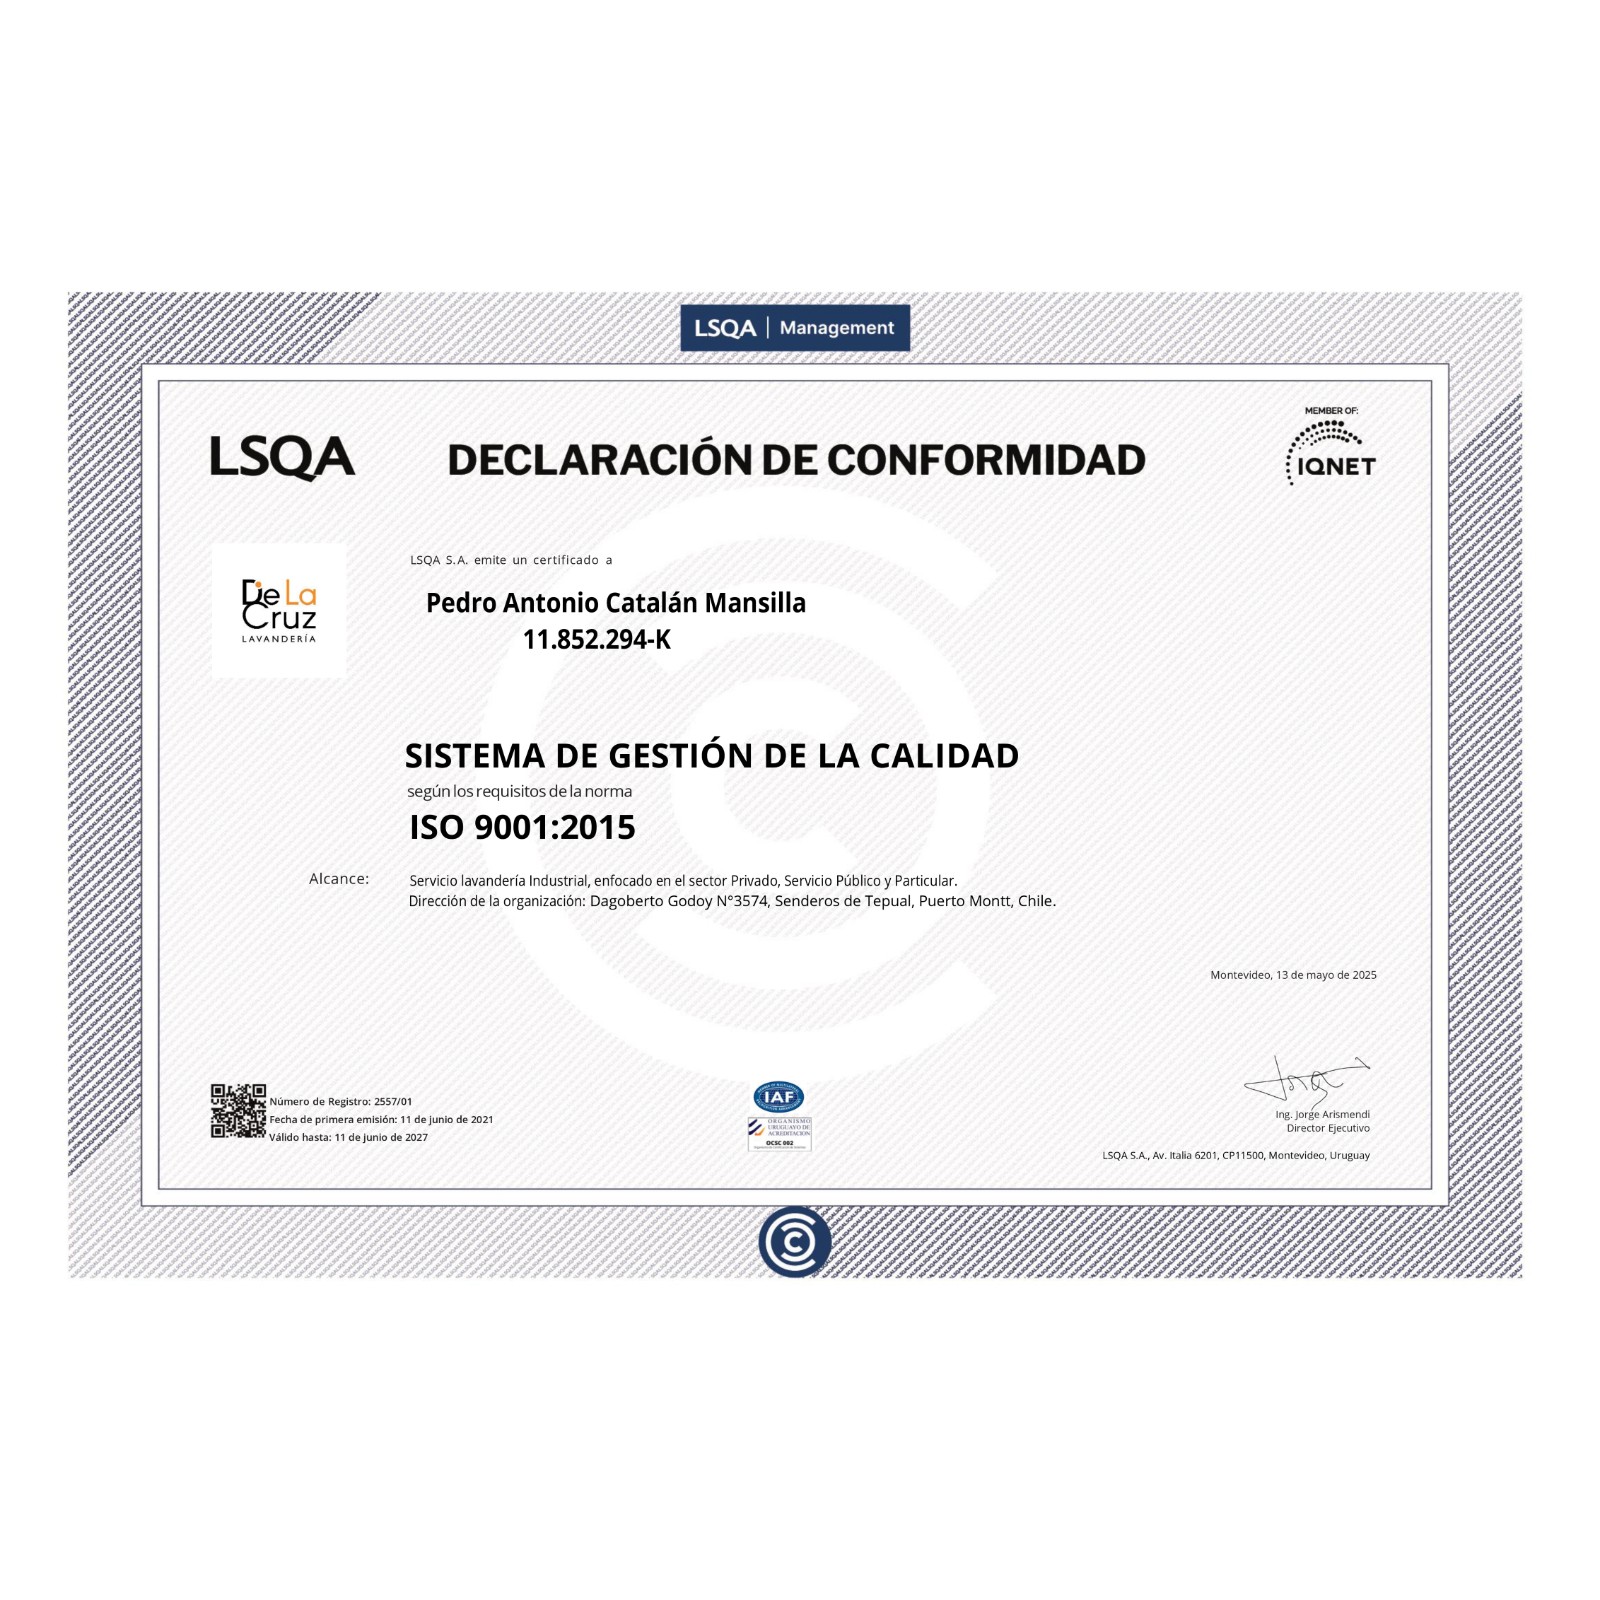 LSQA | Management
MEMBER OF:
IQNET
LSQA
DECLARACIÓN DE CONFORMIDAD
LSQA S.A. emite un certificado a
De La
Cruz
LAVANDERÍA
Pedro Antonio Catalán Mansilla
11.852.294-K
SISTEMA DE GESTIÓN DE LA CALIDAD
según los requisitos de la norma
ISO 9001:2015
Alcance:
Servicio lavandería Industrial, enfocado en el sector Privado, Servicio Público y Particular.
Dirección de la organización: Dagoberto Godoy N°3574, Senderos de Tepual, Puerto Montt, Chile.
Montevideo, 13 de mayo de 2025
Número de Registro: 2557/01
Fecha de primera emisión: 11 de junio de 2021
Válido hasta: 11 de junio de 2027
IAF
ORGANISMO
URUGUAYO DE
ACREDITACION
OCSC 002
Jorge
Ing. Jorge Arismendi
Director Ejecutivo
LSQA S.A., Av. Italia 6201, CP11500, Montevideo, Uruguay